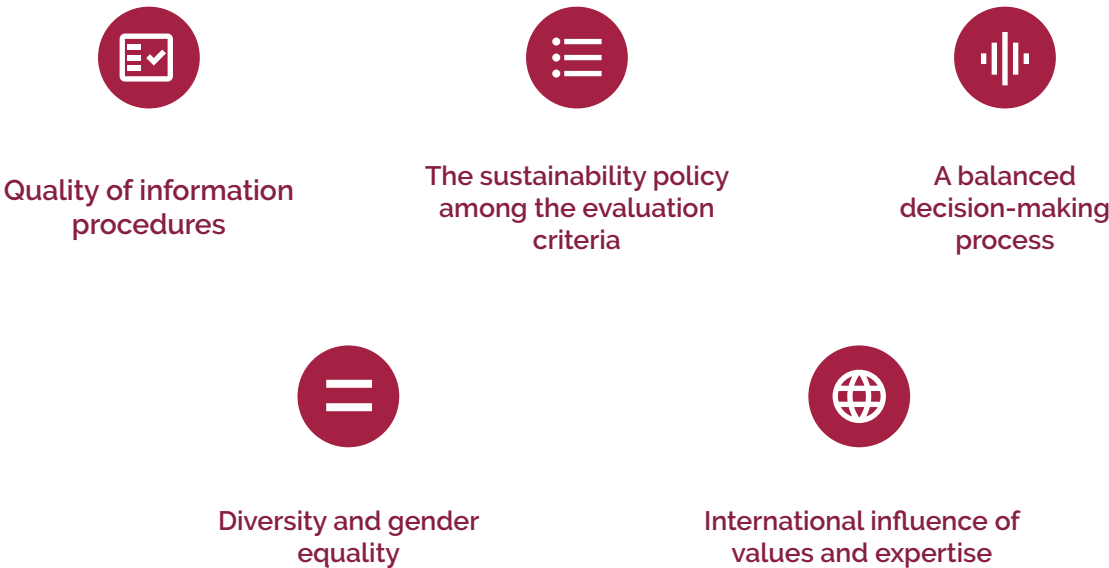 Quality of information
procedures
The sustainability policy
among the evaluation
criteria
A balanced
decision-making
process
Diversity and gender
equality
International influence of
values and expertise